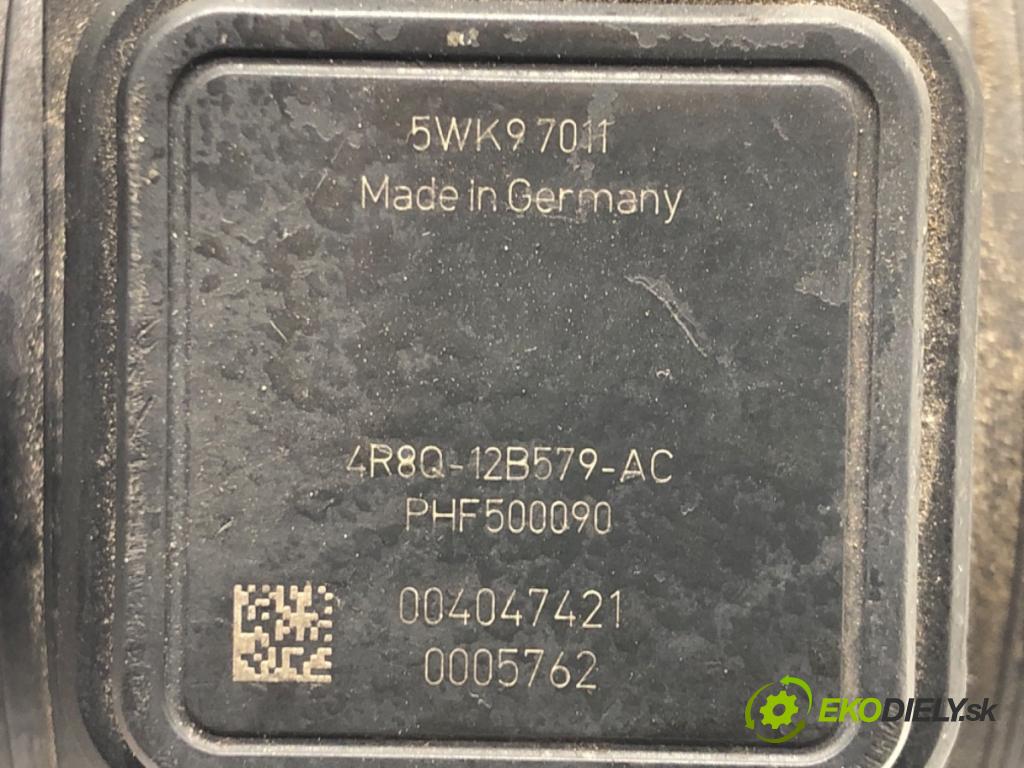 5WK9 7011
Made in Germany
4R8Q-12B579-AC
PHF500090
004047421
0005762
EKODIELY.sk